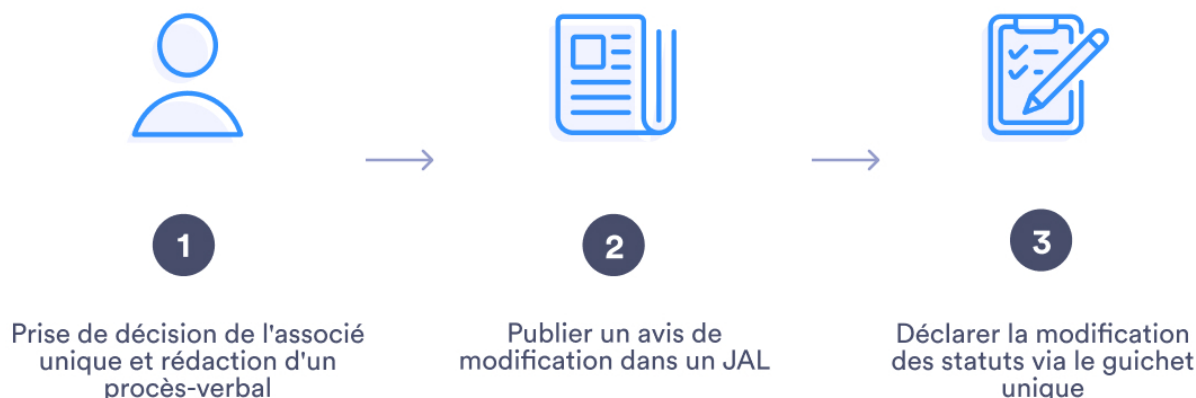 1
Prise de décision de l'associé
unique et rédaction d'un
procès-verbal
2
Publier un avis de
modification dans un JAL
3
Déclarer la modification
des statuts via le guichet
unique